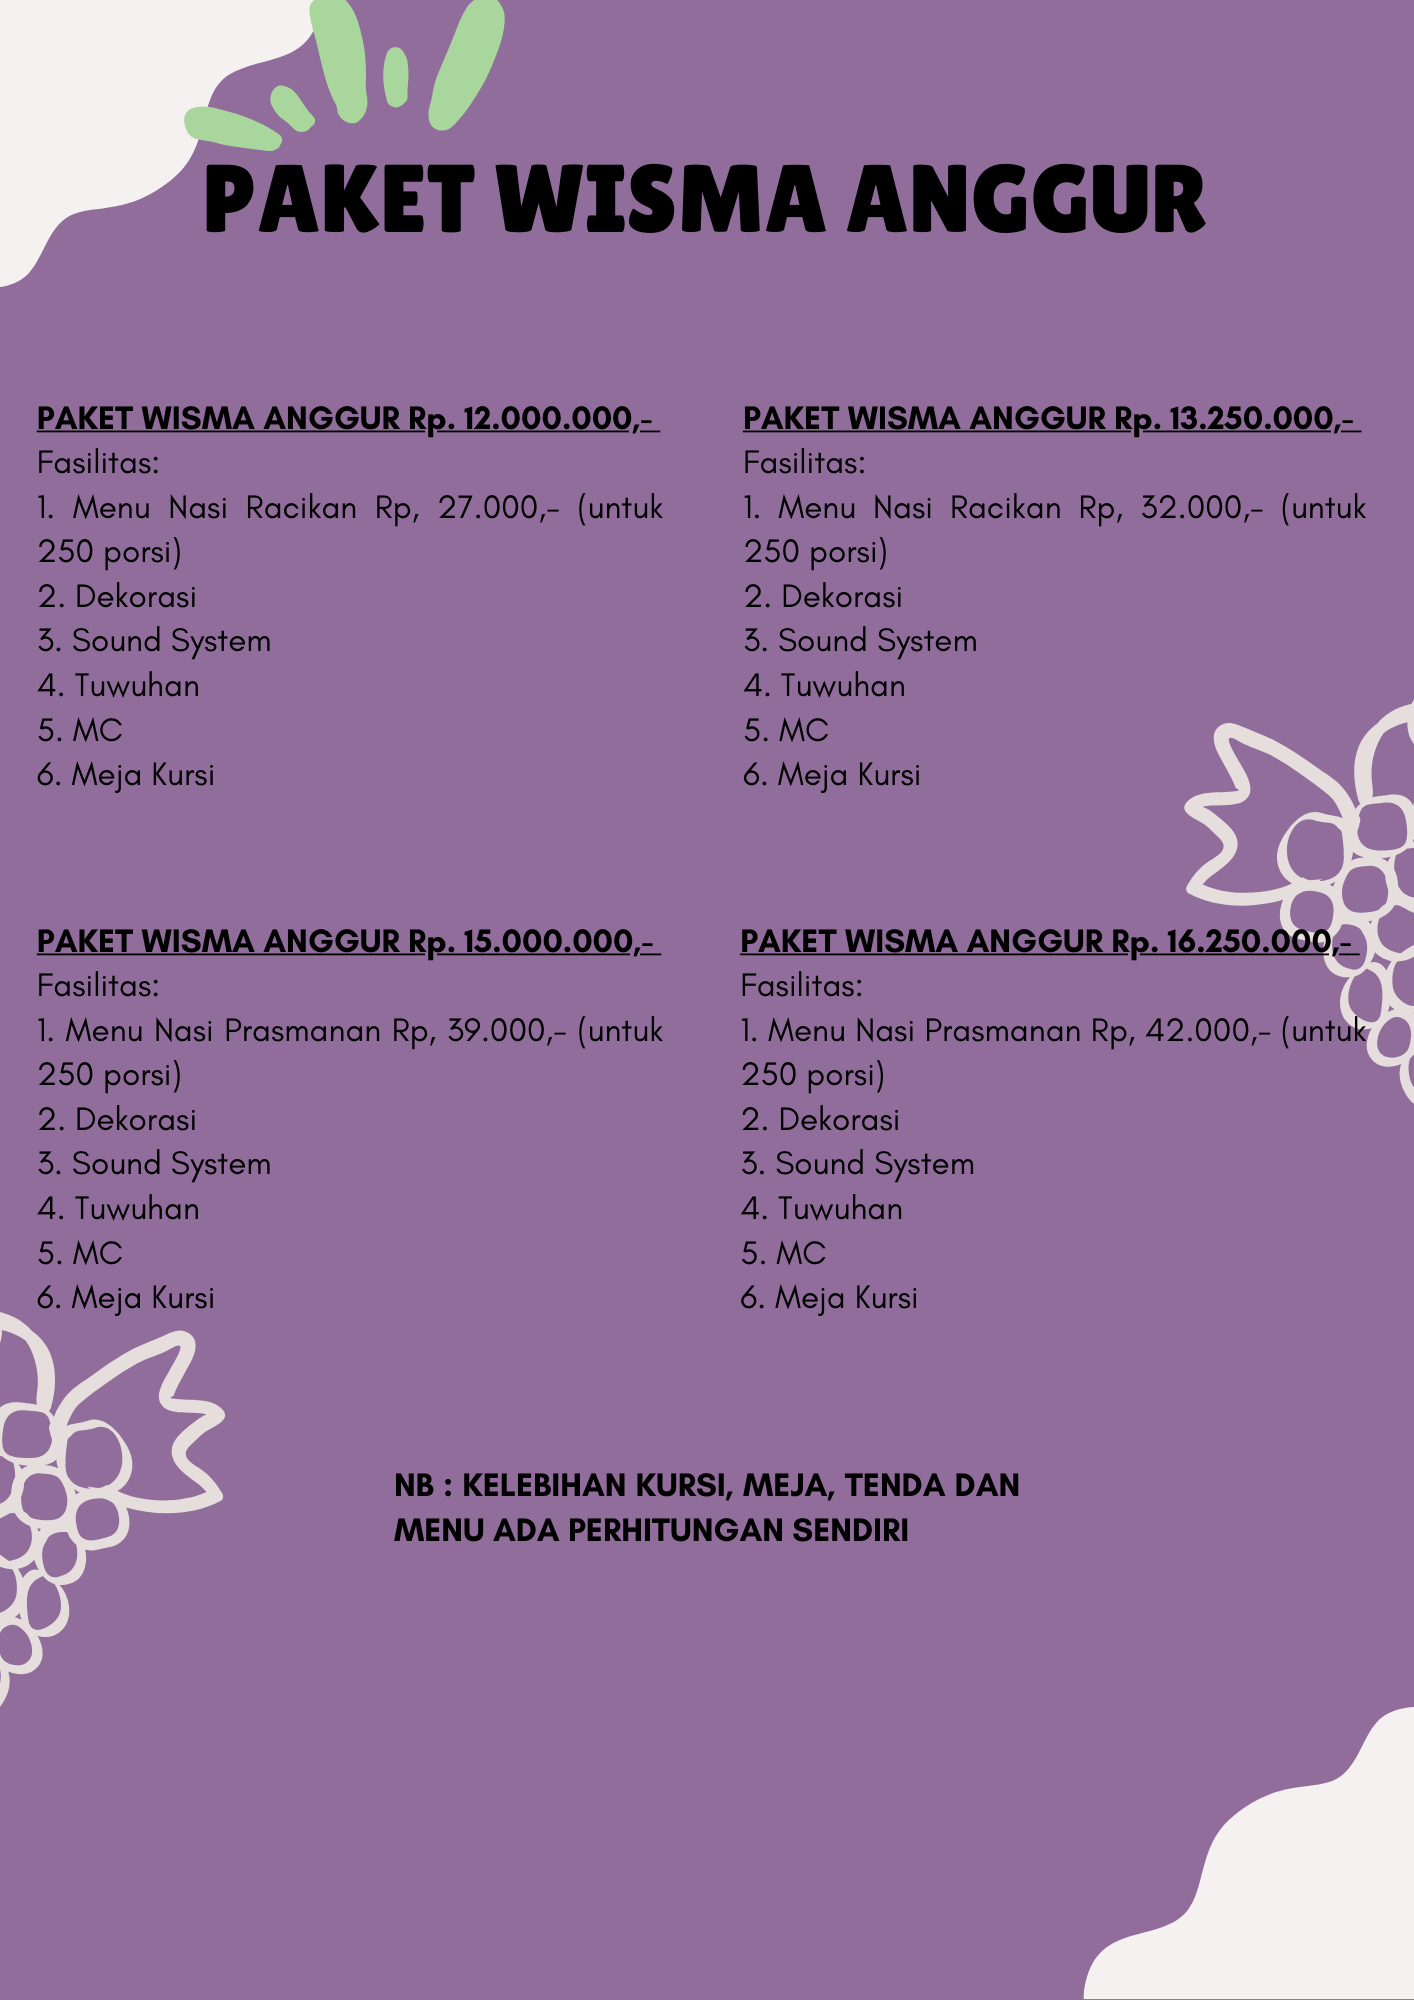 PAKET WISMA ANGGUR
PAKET WISMA ANGGUR Rp. 12.000.000,-
Fasilitas:
1. Menu Nasi Racikan Rp, 27.000,- (untuk
250 porsi)
2. Dekorasi
3. Sound System
4. Tuwuhan
5. MC
6. Meja Kursi
PAKET WISMA ANGGUR Rp. 13.250.000,-
Fasilitas:
1. Menu Nasi Racikan Rp, 32.000,- (untuk
250 porsi)
2. Dekorasi
3. Sound System
4. Tuwuhan
5. MC
6. Meja Kursi
PAKET WISMA ANGGUR Rp. 15.000.000,-
Fasilitas:
1. Menu Nasi Prasmanan Rp, 39.000,- (untuk
250 porsi)
2. Dekorasi
3. Sound System
4. Tuwuhan
5. MC
6. Meja Kursi
PAKET WISMA ANGGUR Rp. 16.250.000,-
Fasilitas:
1. Menu Nasi Prasmanan Rp, 42.000,- (untuk
250 porsi)
2. Dekorasi
3. Sound System
4. Tuwuhan
5. MC
6. Meja Kursi
NB : KELEBIHAN KURSI, MEJA, TENDA DAN
MENU ADA PERHITUNGAN SENDIRI